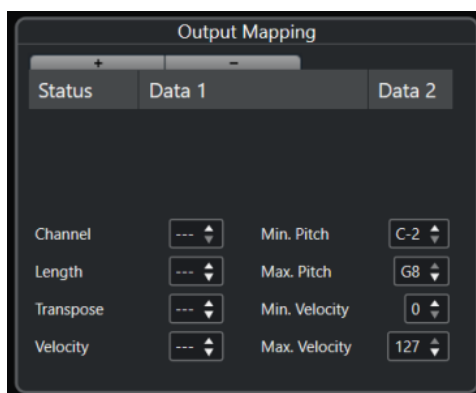 Output Mapping
+ −
Status Data 1 Data 2
Channel --- Min. Pitch C-2
Length --- Max. Pitch G8
Transpose --- Min. Velocity 0
Velocity --- Max. Velocity 127